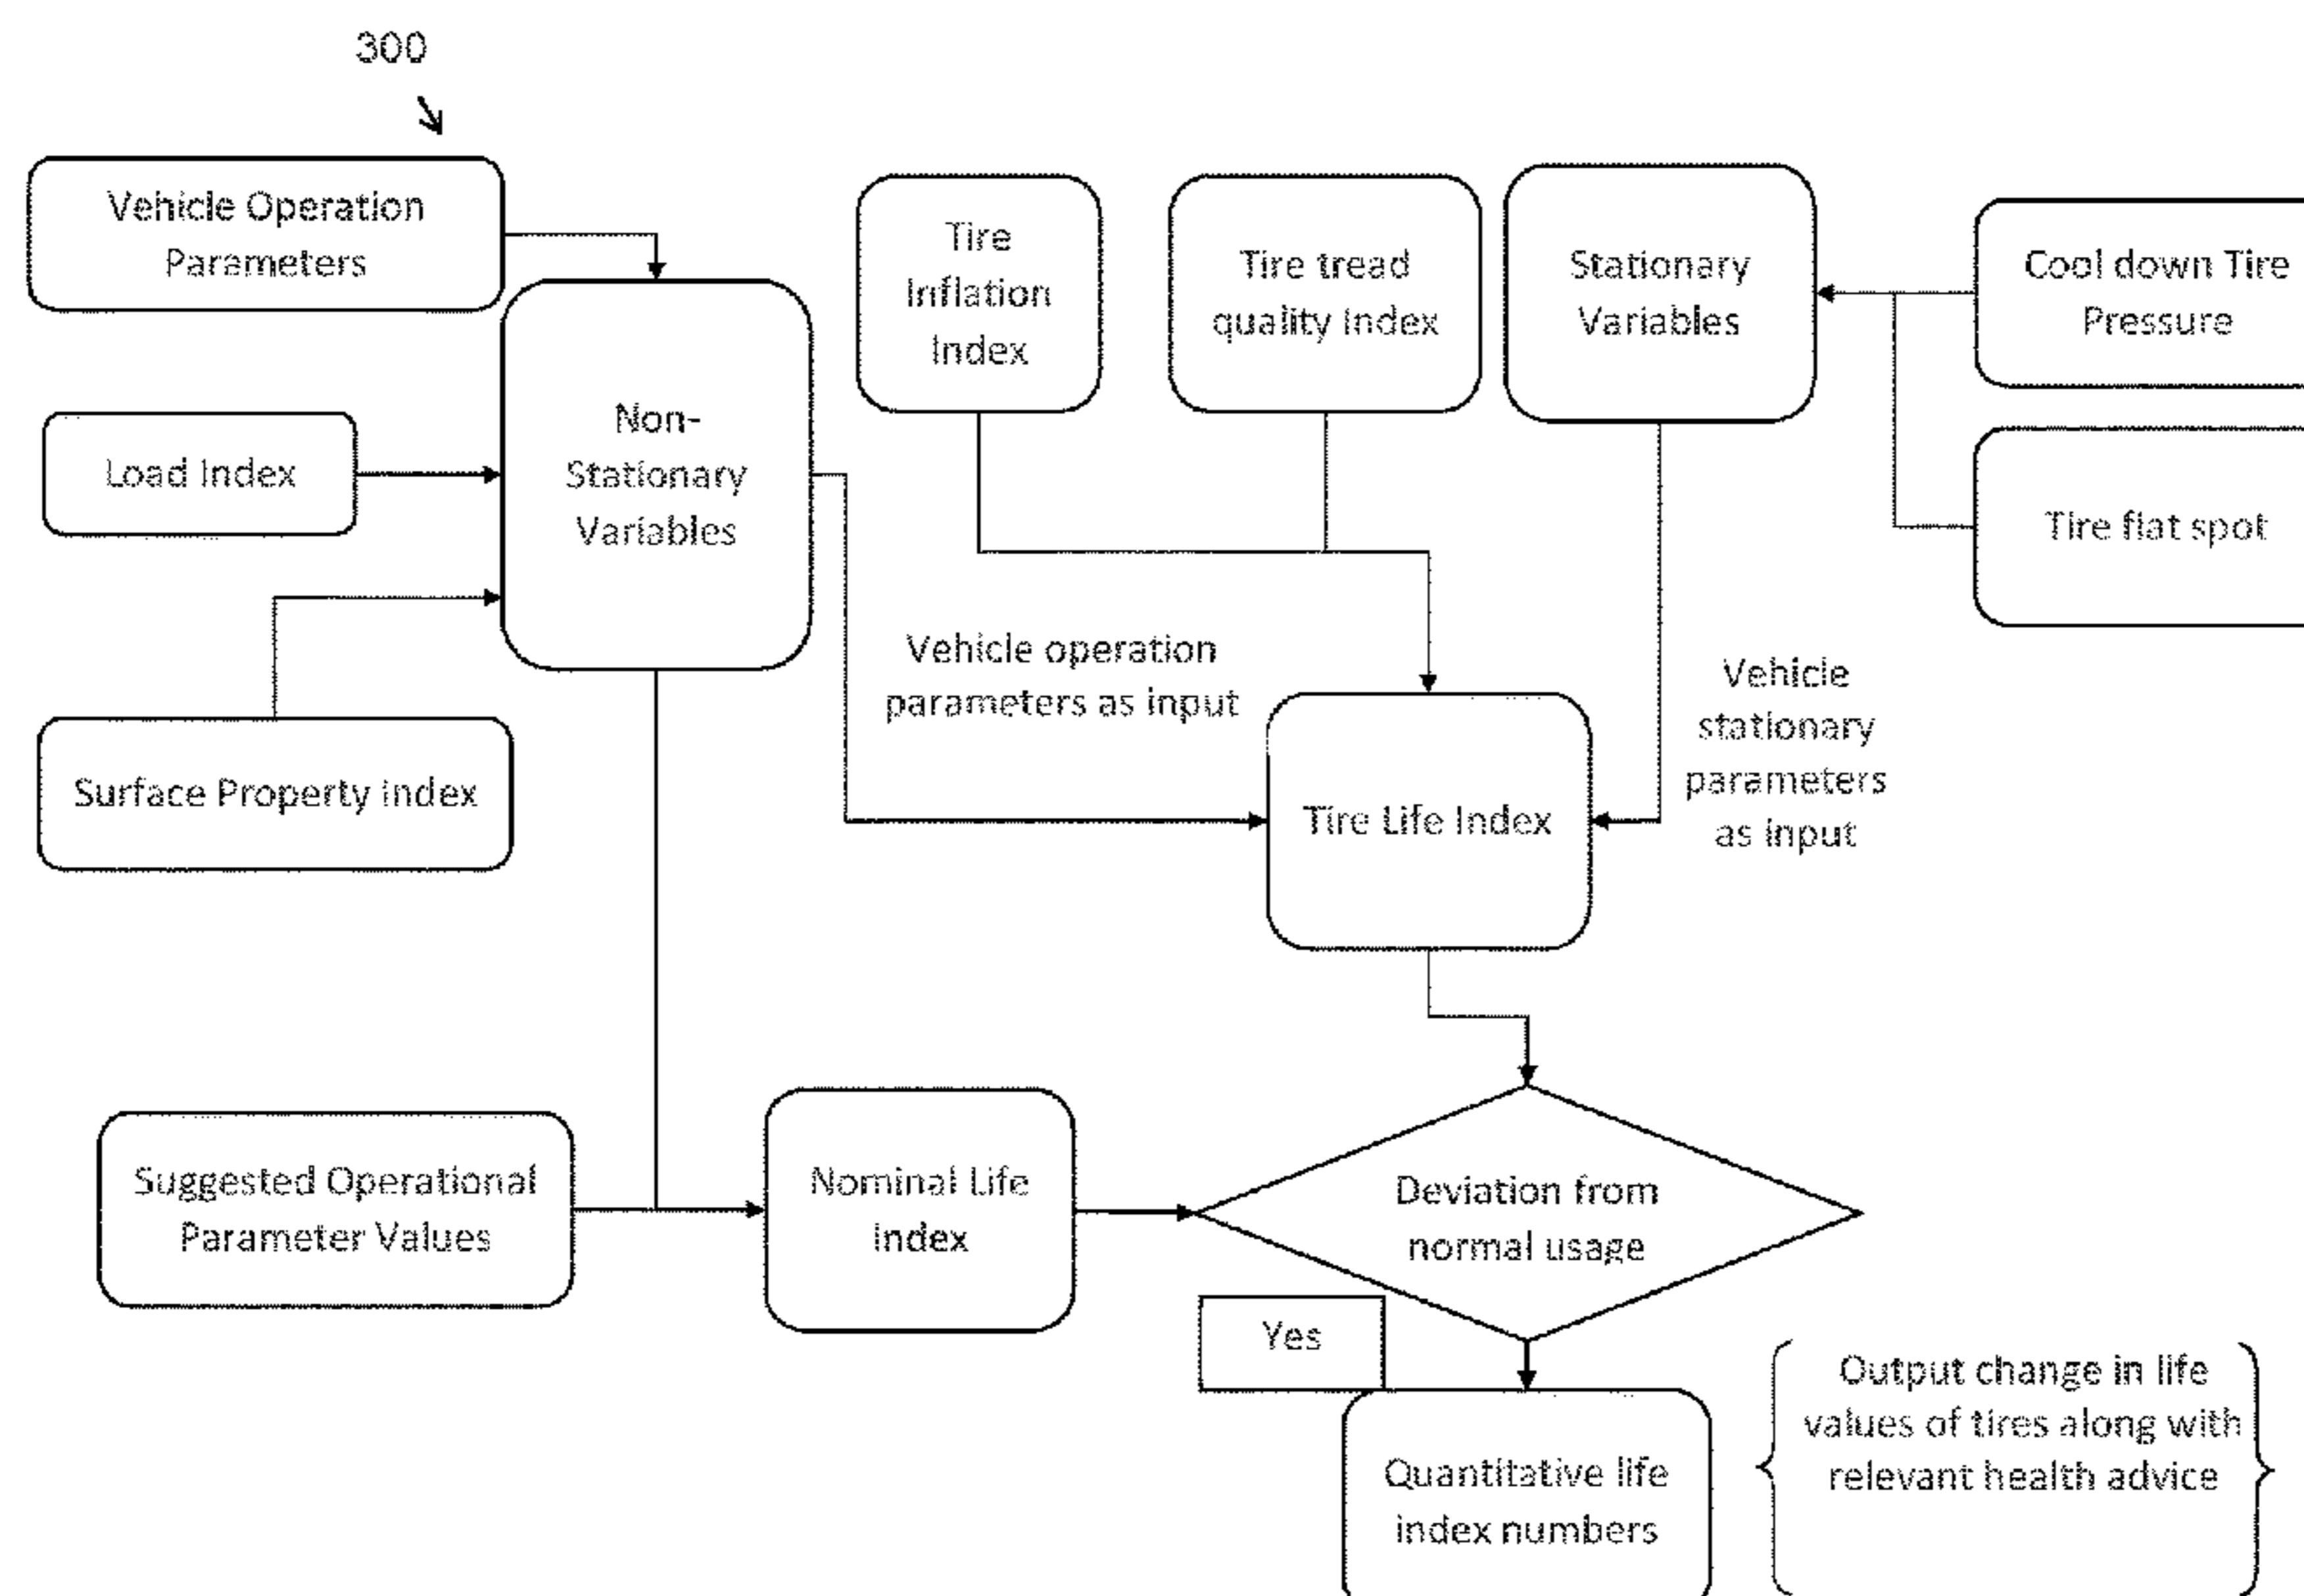 300
Vehicle Operation
Parameters
Tire
Inflation
Index
Tire tread
quality Index
Stationary
Variables
Cool down Tire
Pressure
Non-
Stationary
Variables
Load Index
Tire flat spot
Vehicle operation
parameters as input
Vehicle
stationary
parameters
as input
Surface Property Index
Tire Life Index
Suggested Operational
Parameter Values
Nominal Life
Index
Deviation from
normal usage
Yes
Output change in life
values of tires along with
relevant health advice
Quantitative life
index numbers